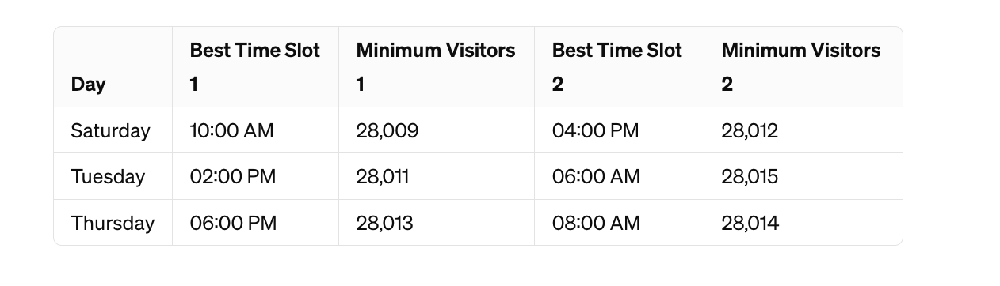 Best Time Slot Minimum Visitors Best Time Slot Minimum Visitors
Day 1 1 2 2
Saturday 10:00 AM 28,009 04:00 PM 28,012
Tuesday 02:00 PM 28,011 06:00 AM 28,015
Thursday 06:00 PM 28,013 08:00 AM 28,014